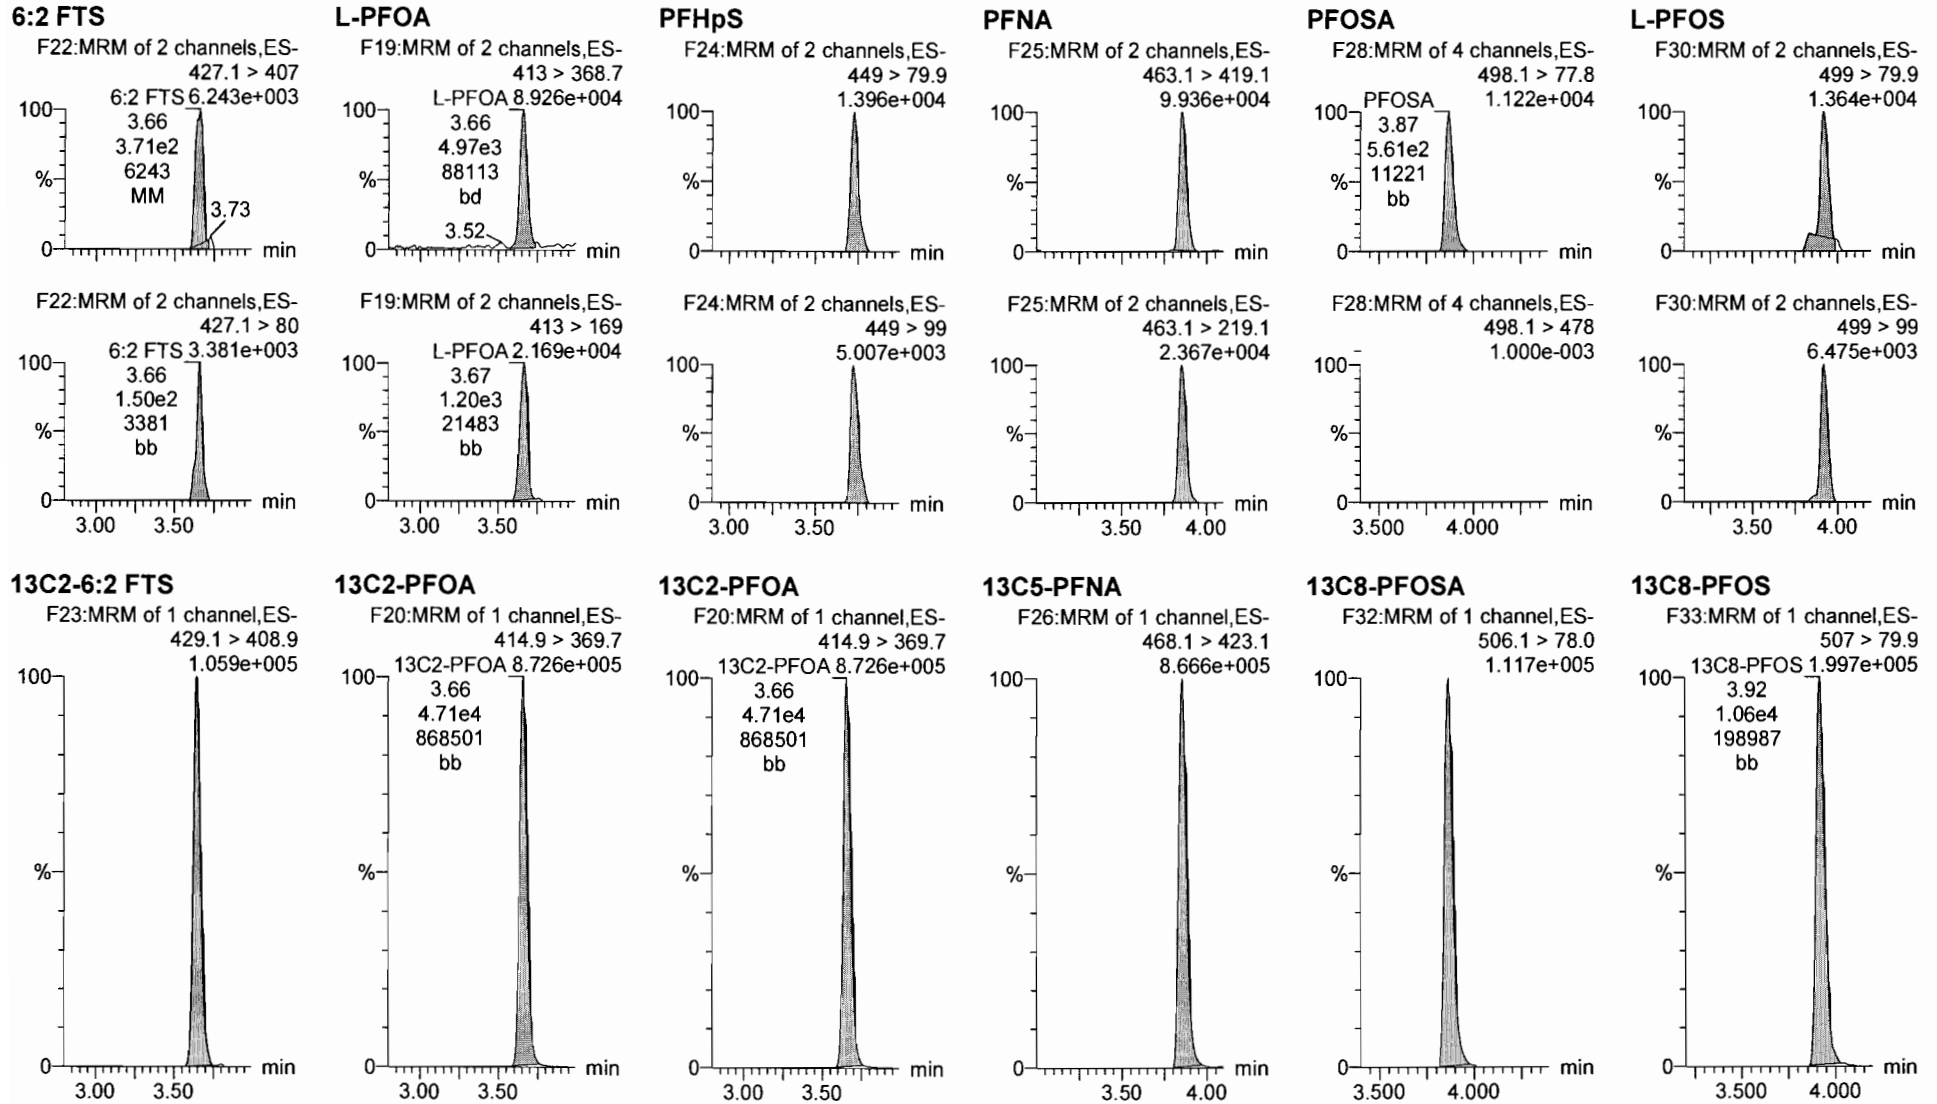 6:2 FTS
F22:MRM of 2 channels,ES-
427.1 > 407
6:2 FTS 6.243e+003
100
3.66
3.71e2
6243
MM
%
3.73
0
min
L-PFOA
F19:MRM of 2 channels,ES-
413 > 368.7
L-PFOA 8.926e+004
100
3.66
4.97e3
88113
bd
%
3.52
0
min
PFHpS
F24:MRM of 2 channels,ES-
449 > 79.9
1.396e+004
100
%
0
min
PFNA
F25:MRM of 2 channels,ES-
463.1 > 419.1
9.936e+004
100
%
0
min
PFOSA
F28:MRM of 4 channels,ES-
498.1 > 77.8
1.122e+004
PFOSA
100
3.87
5.61e2
11221
bb
%
0
min
L-PFOS
F30:MRM of 2 channels,ES-
499 > 79.9
1.364e+004
100
%
0
min
F22:MRM of 2 channels,ES-
427.1 > 80
6:2 FTS 3.381e+003
100
3.66
1.50e2
3381
bb
%
0
min
3.00 3.50
F19:MRM of 2 channels,ES-
413 > 169
L-PFOA 2.169e+004
100
3.67
1.20e3
21483
bb
%
0
min
3.00 3.50
F24:MRM of 2 channels,ES-
449 > 99
5.007e+003
100
%
0
min
3.00 3.50
F25:MRM of 2 channels,ES-
463.1 > 219.1
2.367e+004
100
%
0
min
3.50 4.00
F28:MRM of 4 channels,ES-
498.1 > 478
1.000e-003
100
%
0
min
3.500 4.000
F30:MRM of 2 channels,ES-
499 > 99
6.475e+003
100
%
0
min
3.50 4.00
13C2-6:2 FTS
F23:MRM of 1 channel,ES-
429.1 > 408.9
1.059e+005
100
%
0
min
3.00 3.50
13C2-PFOA
F20:MRM of 1 channel,ES-
414.9 > 369.7
13C2-PFOA 8.726e+005
100
3.66
4.71e4
868501
bb
%
0
min
3.00 3.50
13C2-PFOA
F20:MRM of 1 channel,ES-
414.9 > 369.7
13C2-PFOA 8.726e+005
100
3.66
4.71e4
868501
bb
%
0
min
3.00 3.50
13C5-PFNA
F26:MRM of 1 channel,ES-
468.1 > 423.1
8.666e+005
100
%
0
min
3.50 4.00
13C8-PFOSA
F32:MRM of 1 channel,ES-
506.1 > 78.0
1.117e+005
100
%
0
min
3.500 4.000
13C8-PFOS
F33:MRM of 1 channel,ES-
507 > 79.9
13C8-PFOS 1.997e+005
100
3.92
1.06e4
198987
bb
%
0
min
3.500 4.000